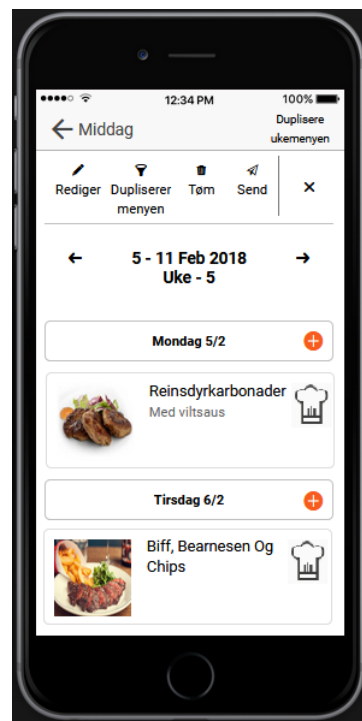 12:34 PM
100%
Middag
Duplisere
ukemenyen
Rediger
Dupliserer
menyen
Tøm
Send
5 - 11 Feb 2018
Uke - 5
Mondag 5/2
Reinsdyrkarbonader
Med viltsaus
Tirsdag 6/2
Biff, Bearnesen Og
Chips